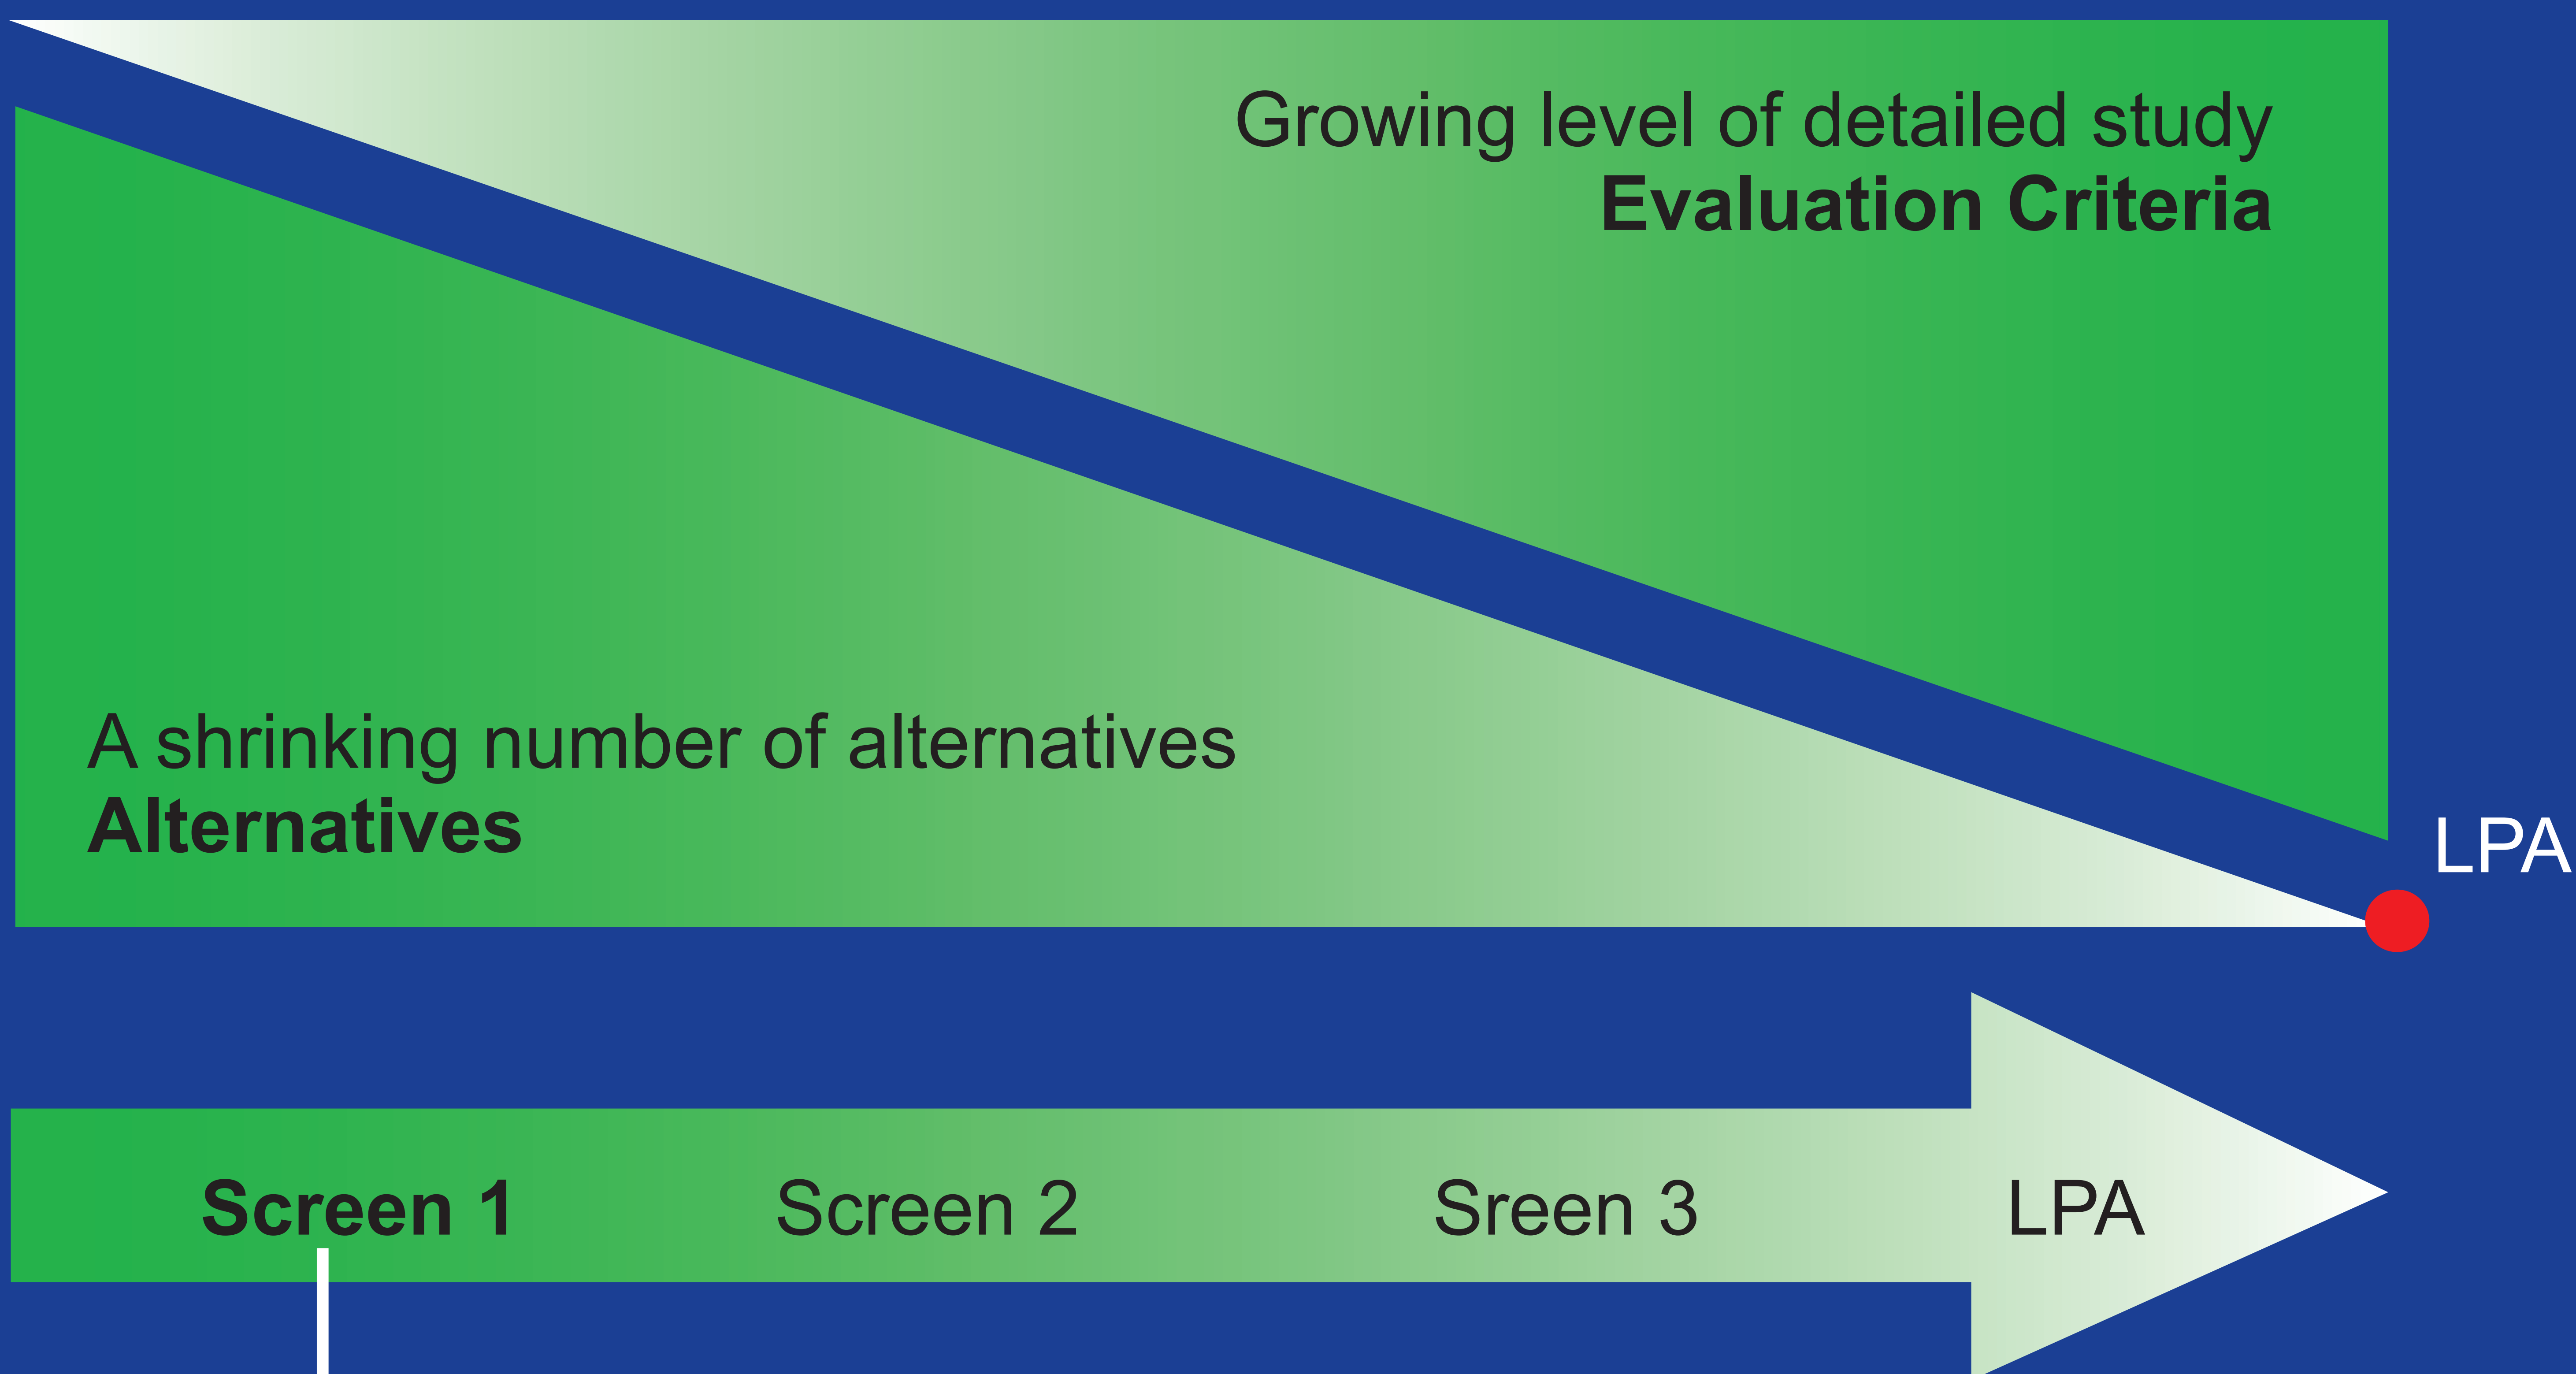 Growing level of detailed study
Evaluation Criteria
A shrinking number of alternatives
Alternatives
LPA
Screen 1
Screen 2
Sreen 3
LPA